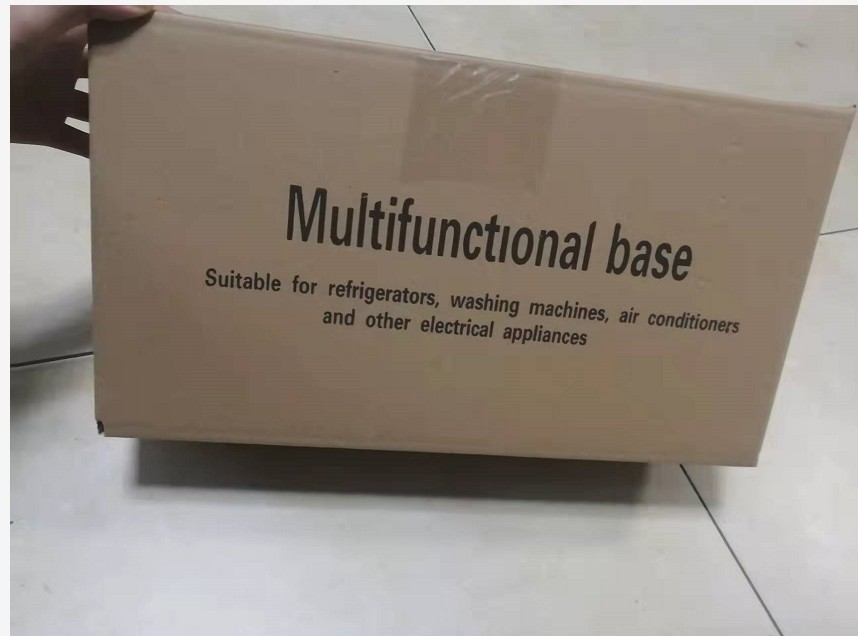 Multifunctional base
Suitable for refrigerators, washing machines, air conditioners
and other electrical appliances